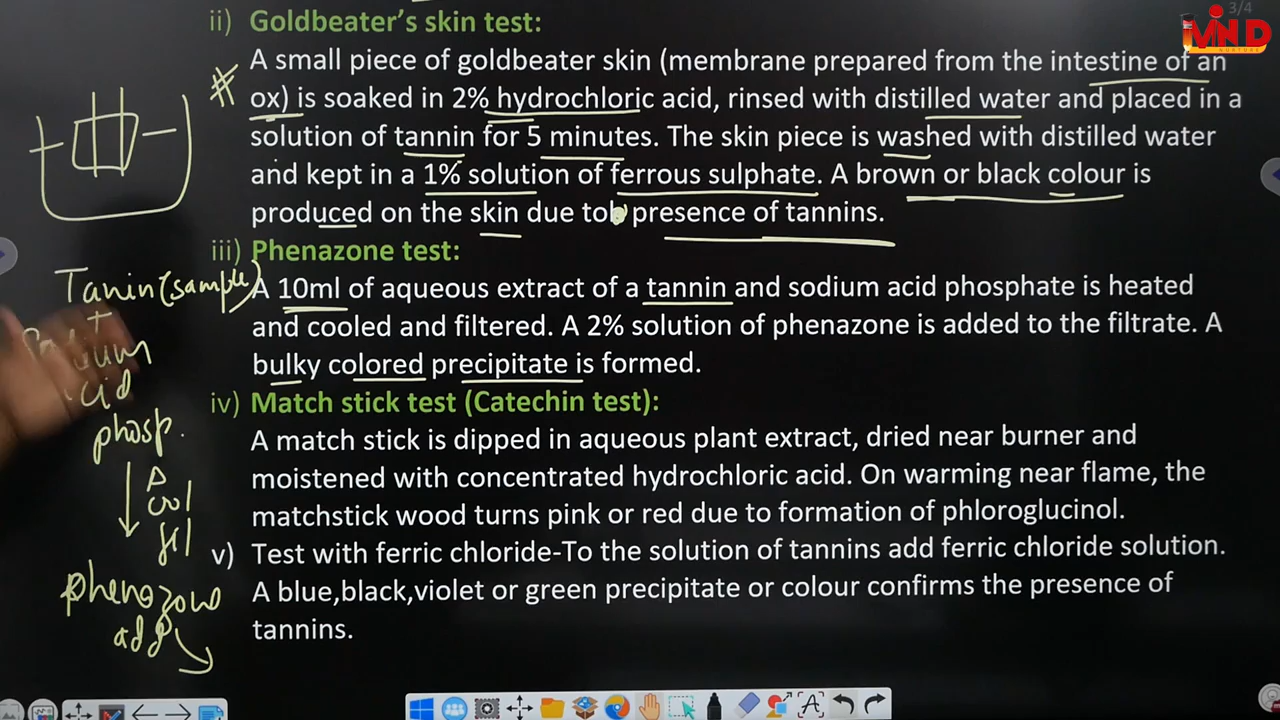 3/4
MIND
NURTURE
ii) Goldbeater's skin test:
A small piece of goldbeater skin (membrane prepared from the intestine of an
ox) is soaked in 2% hydrochloric acid, rinsed with distilled water and placed in a
solution of tannin for 5 minutes. The skin piece is washed with distilled water
and kept in a 1% solution of ferrous sulphate. A brown or black colour is
produced on the skin due to presence of tannins.
iii) Phenazone test:
A 10ml of aqueous extract of a tannin and sodium acid phosphate is heated
and cooled and filtered. A 2% solution of phenazone is added to the filtrate. A
bulky colored precipitate is formed.
iv) Match stick test (Catechin test):
A match stick is dipped in aqueous plant extract, dried near burner and
moistened with concentrated hydrochloric acid. On warming near flame, the
matchstick wood turns pink or red due to formation of phloroglucinol.
v) Test with ferric chloride-To the solution of tannins add ferric chloride solution.
A blue,black,violet or green precipitate or colour confirms the presence of
tannins.
Tanin (sample)
+
phosp.
Δ
cool
fil
phenazone
add